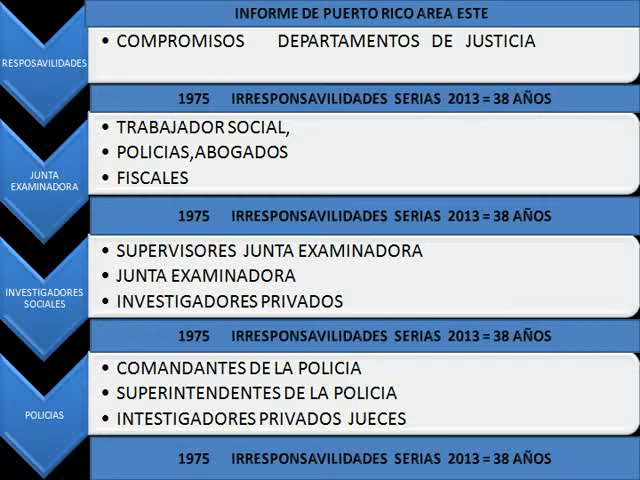 INFORME DE PUERTO RICO AREA ESTE
RESPOSAVILIDADES
• COMPROMISOS DEPARTAMENTOS DE JUSTICIA
1975 IRRESPONSAVILIDADES SERIAS 2013 = 38 AÑOS
JUNTA
EXAMINADORA
• TRABAJADOR SOCIAL,
• POLICIAS,ABOGADOS
• FISCALES
1975 IRRESPONSAVILIDADES SERIAS 2013 = 38 AÑOS
INVESTIGADORES
SOCIALES
• SUPERVISORES JUNTA EXAMINADORA
• JUNTA EXAMINADORA
• INVESTIGADORES PRIVADOS
1975 IRRESPONSAVILIDADES SERIAS 2013 = 38 AÑOS
POLICIAS
• COMANDANTES DE LA POLICIA
• SUPERINTENDENTES DE LA POLICIA
• INTESTIGADORES PRIVADOS JUECES
1975 IRRESPONSAVILIDADES SERIAS 2013 = 38 AÑOS